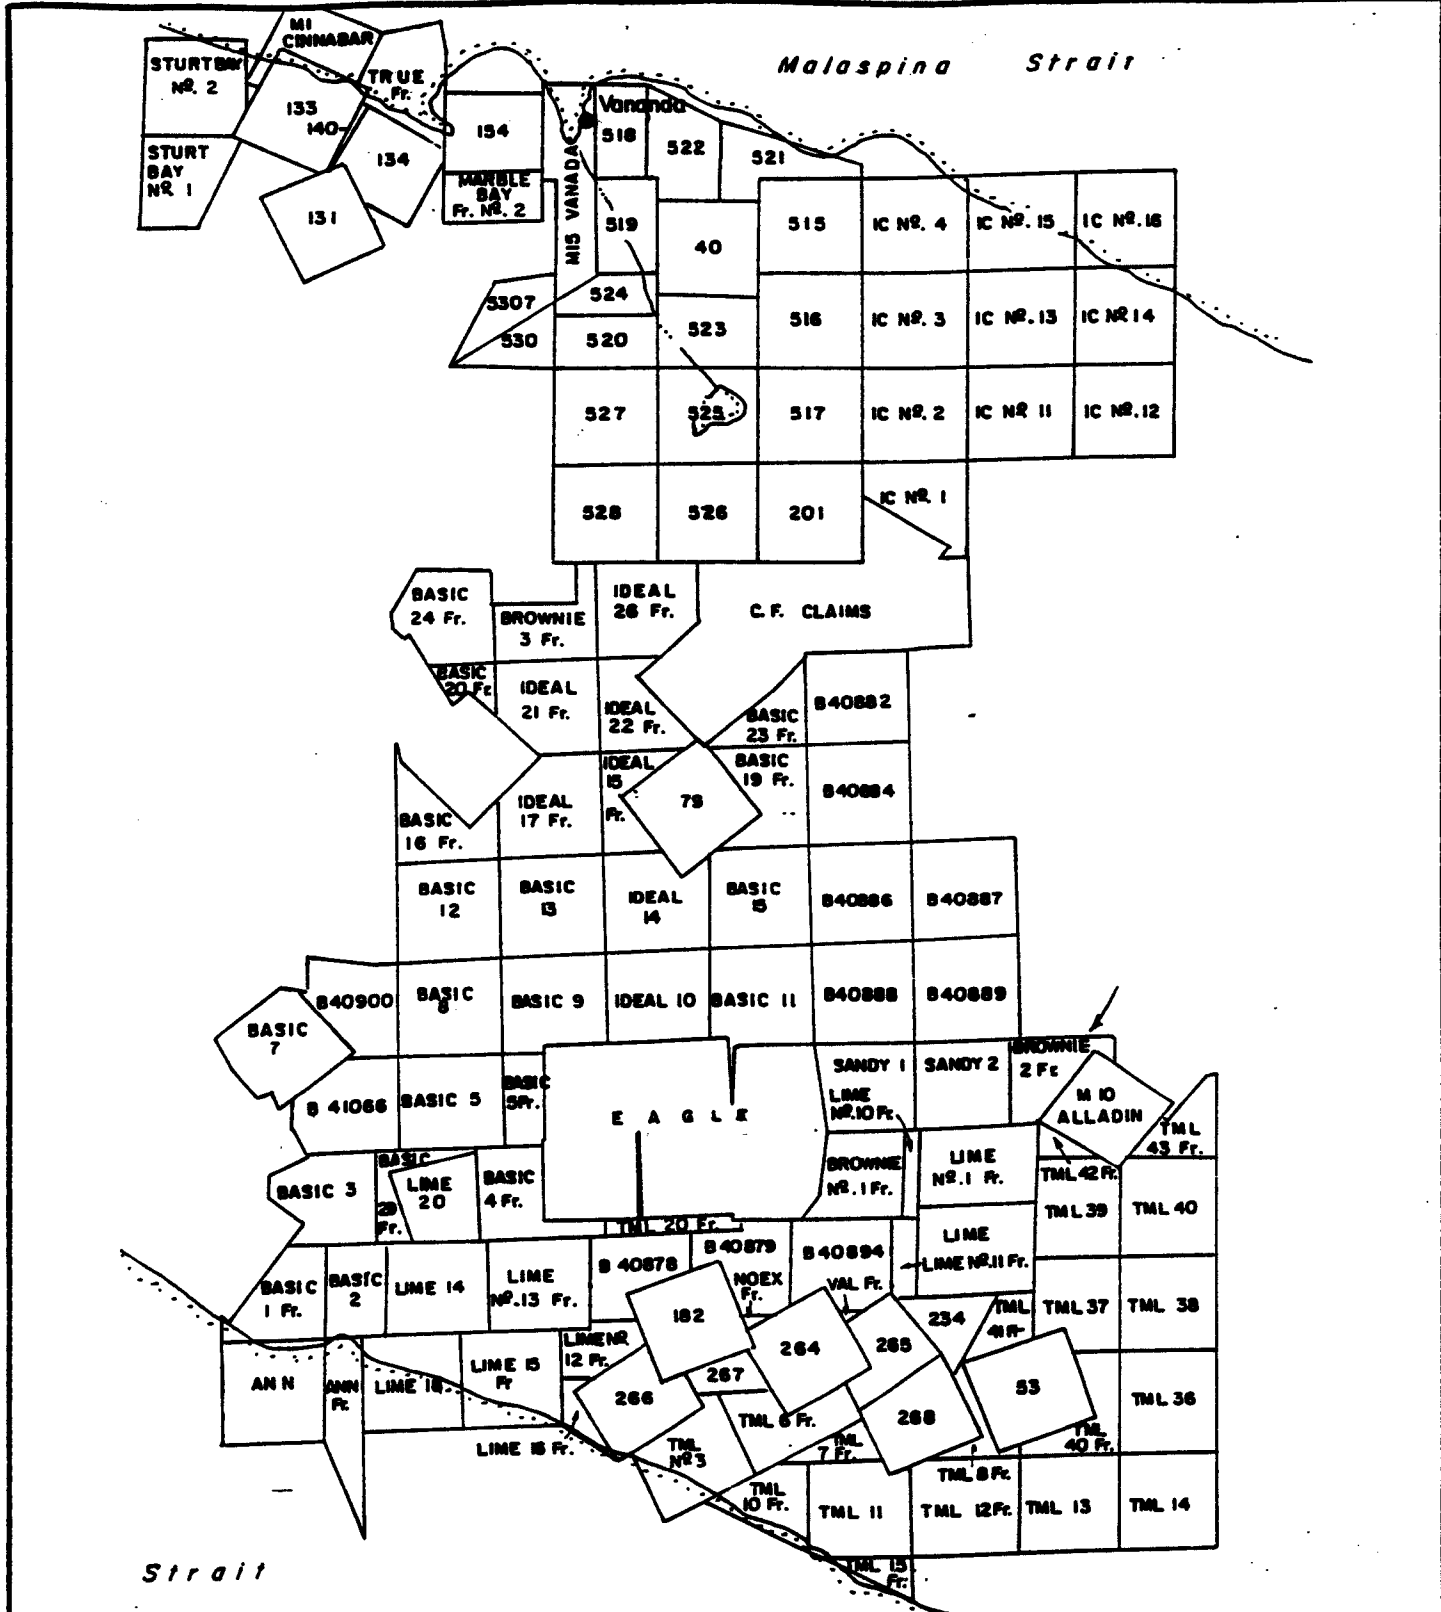 Malaspina Strait
MI
CINNABAR
STURT BAY
Nº. 2
TRUE
Fr.
133
140
134
131
STURT
BAY
Nº 1
154
MARBLE
BAY
Fr. Nº. 2
MI5 VANADA
Vananda
518
522
521
519
40
515
IC Nº. 4
IC Nº. 15
IC Nº. 16
5307
524
530
520
523
516
IC Nº. 3
IC Nº. 13
IC Nº 14
527
525
517
IC Nº. 2
IC Nº 11
IC Nº. 12
528
526
201
IC Nº. 1
BASIC
24 Fr.
BROWNIE
3 Fr.
IDEAL
26 Fr.
C.F. CLAIMS
BASIC
20 Fr.
IDEAL
21 Fr.
IDEAL
22 Fr.
BASIC
23 Fr.
B40882
BASIC
16 Fr.
IDEAL
17 Fr.
IDEAL
15
Fr.
79
BASIC
19 Fr.
B40884
BASIC
12
BASIC
13
IDEAL
14
BASIC
15
B40886
B40887
BASIC
7
B40900
BASIC
8
BASIC 9
IDEAL 10
BASIC 11
B40888
B40889
B 41066
BASIC 5
BASIC
5Fr.
EAGLE
SANDY 1
SANDY 2
BROWNIE
2 Fr.
LIME
Nº.10 Fr.
M 10
ALLADIN
TML
43 Fr.
BASIC 3
BASIC
29
Fr.
LIME
20
BASIC
4 Fr.
BROWNIE
Nº. 1 Fr.
LIME
Nº. 1 Fr.
TML 42 Fr.
TML 39
TML 40
TML 20 Fr.
BASIC
1 Fr.
BASIC
2
LIME 14
LIME
Nº. 13 Fr.
B 40878
B 40879
B 40894
LIME
LIME Nº.11 Fr.
NOEX
Fr.
VAL Fr.
182
264
265
234
TML
41 Fr
TML 37
TML 38
ANN
ANN
Fr.
LIME 15
Fr
LIME Nº
12 Fr.
266
267
268
53
TML 36
LIME 16 Fr.
TML
Nº 3
TML 6 Fr.
TML
7 Fr.
TML
40 Fr.
TML 8 Fr.
TML
10 Fr.
TML 11
TML 12Fr.
TML 13
TML 14
TML 15
Fr.
Strait